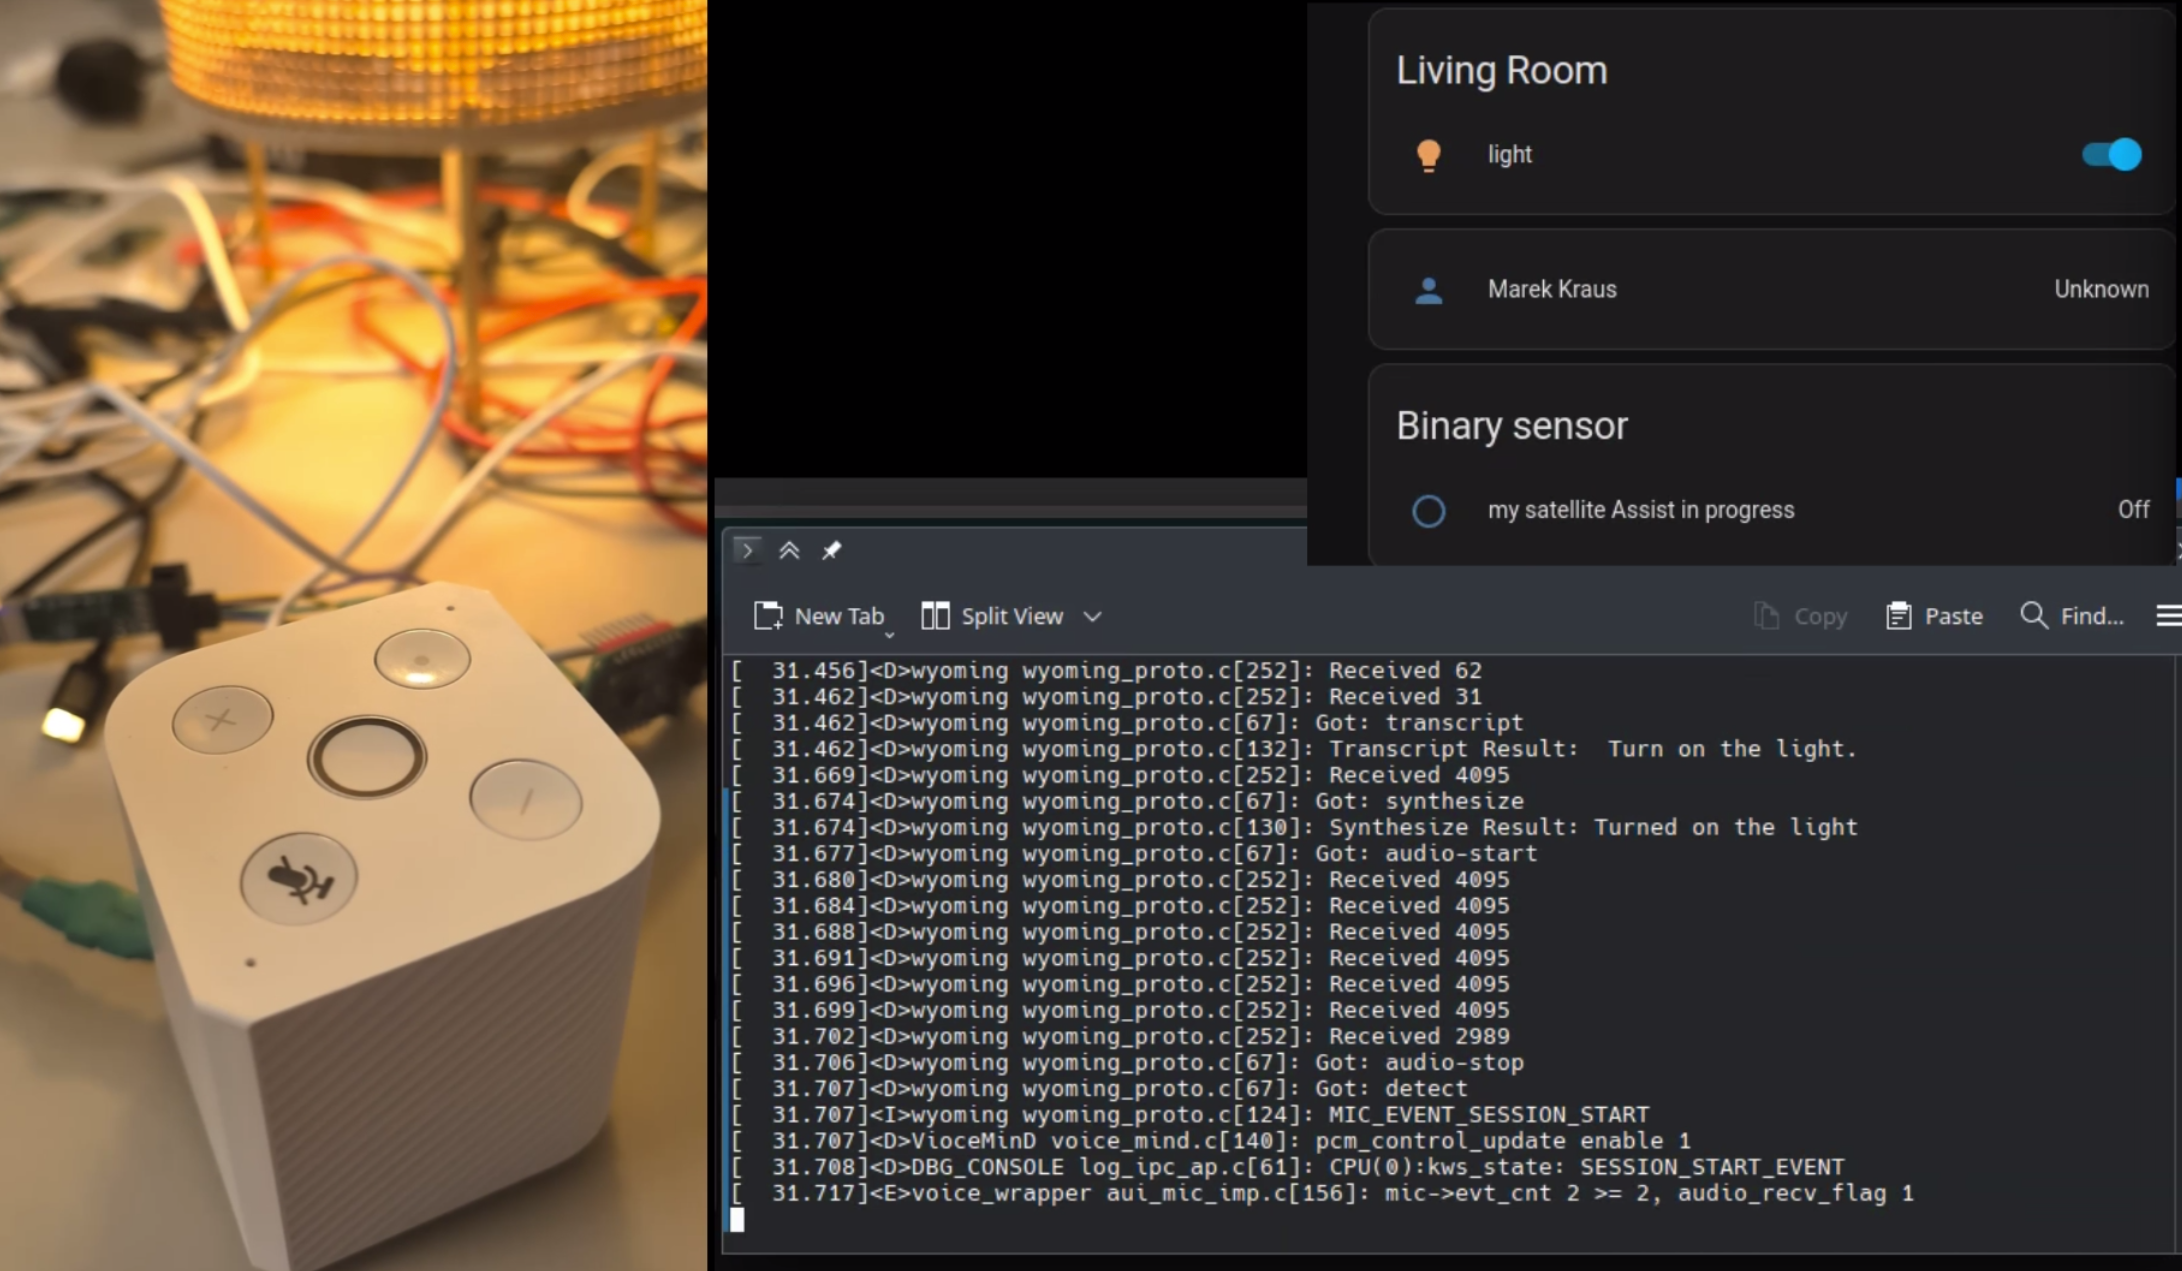 Living Room
light
Marek Kraus Unknown
Binary sensor
my satellite Assist in progress Off
New Tab Split View Copy Paste Find...
[  31.456]<D>wyoming wyoming_proto.c[252]: Received 62
[  31.462]<D>wyoming wyoming_proto.c[252]: Received 31
[  31.462]<D>wyoming wyoming_proto.c[67]: Got: transcript
[  31.462]<D>wyoming wyoming_proto.c[132]: Transcript Result:  Turn on the light.
[  31.669]<D>wyoming wyoming_proto.c[252]: Received 4095
[  31.674]<D>wyoming wyoming_proto.c[67]: Got: synthesize
[  31.674]<D>wyoming wyoming_proto.c[130]: Synthesize Result: Turned on the light
[  31.677]<D>wyoming wyoming_proto.c[67]: Got: audio-start
[  31.680]<D>wyoming wyoming_proto.c[252]: Received 4095
[  31.684]<D>wyoming wyoming_proto.c[252]: Received 4095
[  31.688]<D>wyoming wyoming_proto.c[252]: Received 4095
[  31.691]<D>wyoming wyoming_proto.c[252]: Received 4095
[  31.696]<D>wyoming wyoming_proto.c[252]: Received 4095
[  31.699]<D>wyoming wyoming_proto.c[252]: Received 4095
[  31.702]<D>wyoming wyoming_proto.c[252]: Received 2989
[  31.706]<D>wyoming wyoming_proto.c[67]: Got: audio-stop
[  31.707]<D>wyoming wyoming_proto.c[67]: Got: detect
[  31.707]<I>wyoming wyoming_proto.c[124]: MIC_EVENT_SESSION_START
[  31.707]<D>VioceMinD voice_mind.c[140]: pcm_control_update enable 1
[  31.708]<D>DBG_CONSOLE log_ipc_ap.c[61]: CPU(0):kws_state: SESSION_START_EVENT
[  31.717]<E>voice_wrapper aui_mic_imp.c[156]: mic->evt_cnt 2 >= 2, audio_recv_flag 1